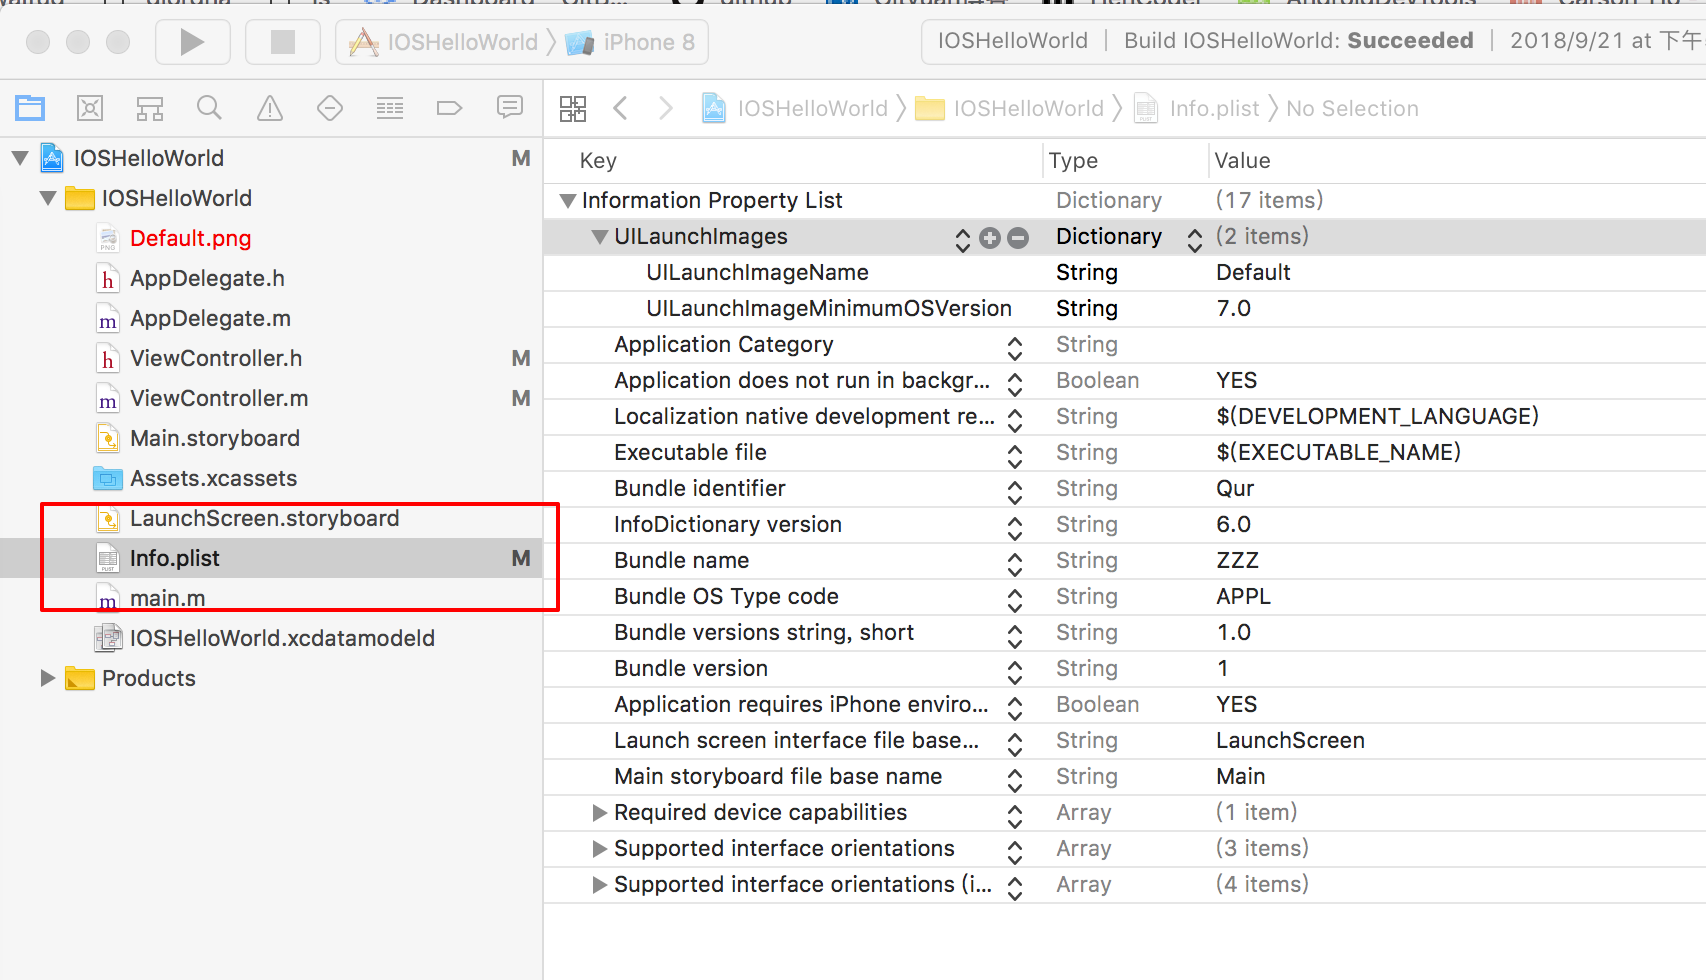 IOSHelloWorld iPhone 8
IOSHelloWorld | Build IOSHelloWorld: Succeeded | 2018/9/21 at 下午
IOSHelloWorld IOSHelloWorld Info.plist No Selection
IOSHelloWorld M
IOSHelloWorld
Default.png
AppDelegate.h
AppDelegate.m
ViewController.h M
ViewController.m M
Main.storyboard
Assets.xcassets
LaunchScreen.storyboard
Info.plist M
main.m
IOSHelloWorld.xcdatamodeld
Products
Key Type Value
Information Property List Dictionary (17 items)
UILaunchImages Dictionary (2 items)
UILaunchImageName String Default
UILaunchImageMinimumOSVersion String 7.0
Application Category String
Application does not run in backgr... Boolean YES
Localization native development re... String $(DEVELOPMENT_LANGUAGE)
Executable file String $(EXECUTABLE_NAME)
Bundle identifier String Qur
InfoDictionary version String 6.0
Bundle name String ZZZ
Bundle OS Type code String APPL
Bundle versions string, short String 1.0
Bundle version String 1
Application requires iPhone enviro... Boolean YES
Launch screen interface file base... String LaunchScreen
Main storyboard file base name String Main
Required device capabilities Array (1 item)
Supported interface orientations Array (3 items)
Supported interface orientations (i... Array (4 items)